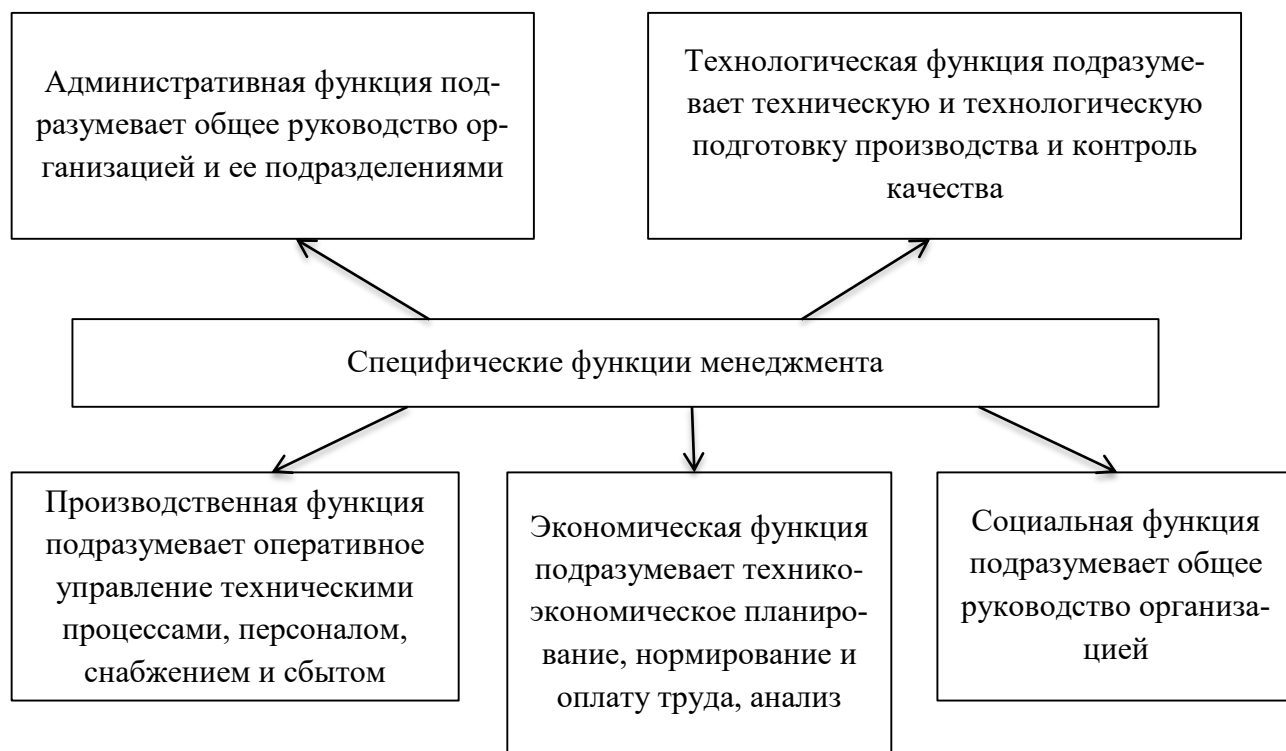 Административная функция под-
разумевает общее руководство ор-
ганизацией и ее подразделениями
Технологическая функция подразуме-
вает техническую и технологическую
подготовку производства и контроль
качества
Специфические функции менеджмента
Производственная функция
подразумевает оперативное
управление техническими
процессами, персоналом,
снабжением и сбытом
Экономическая функция
подразумевает технико-
экономическое планиро-
вание, нормирование и
оплату труда, анализ
Социальная функция
подразумевает общее
руководство организа-
цией